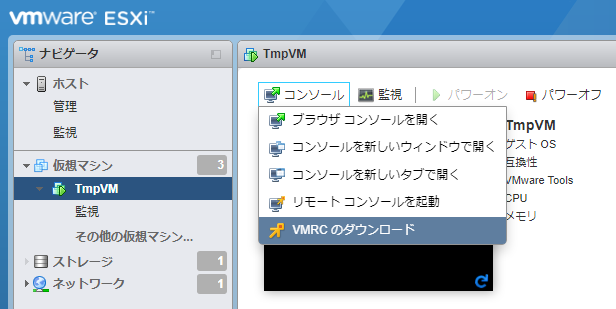 vmware ESXi™
ナビゲータ
ホスト
管理
監視
仮想マシン 3
TmpVM
監視
その他の仮想マシン...
ストレージ 1
ネットワーク 1
TmpVM
コンソール 監視 パワーオン パワーオフ
ブラウザ コンソールを開く
コンソールを新しいウィンドウで開く
コンソールを新しいタブで開く
リモート コンソールを起動
VMRC のダウンロード
TmpVM
ゲスト OS
互換性
VMware Tools
CPU
メモリ